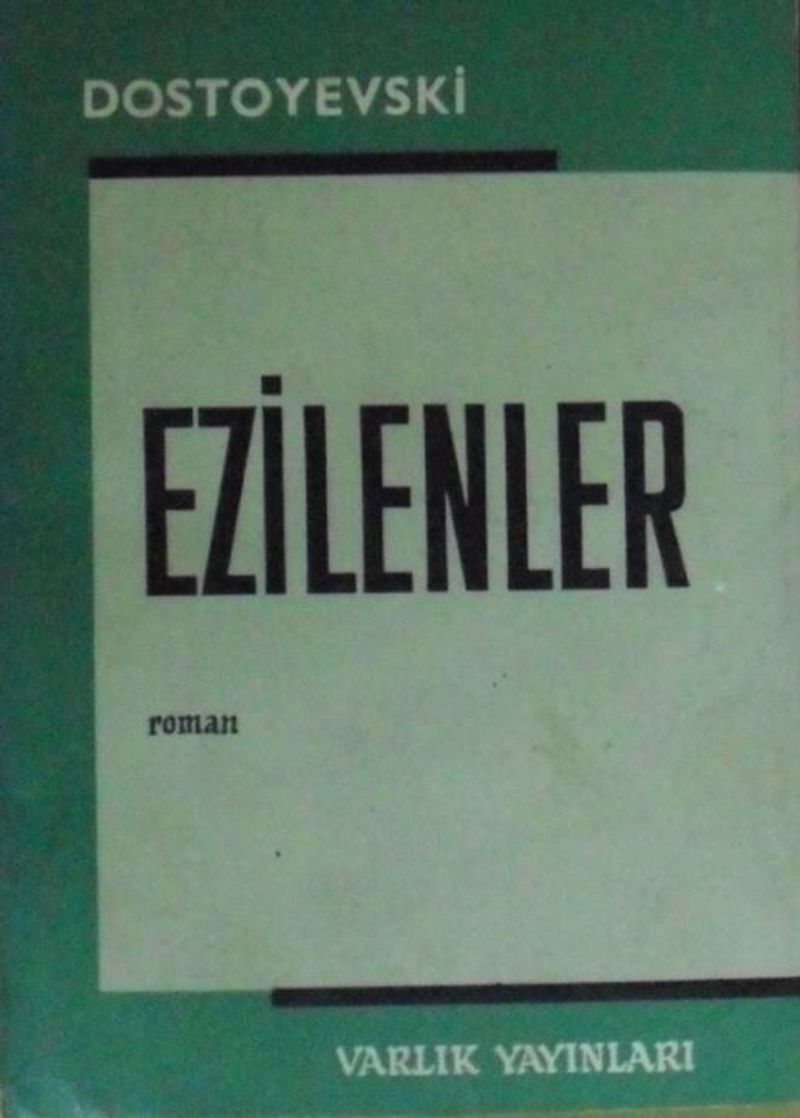 DOSTOYEVSKİ
EZİLENLER
roman
VARLIK YAYINLARI